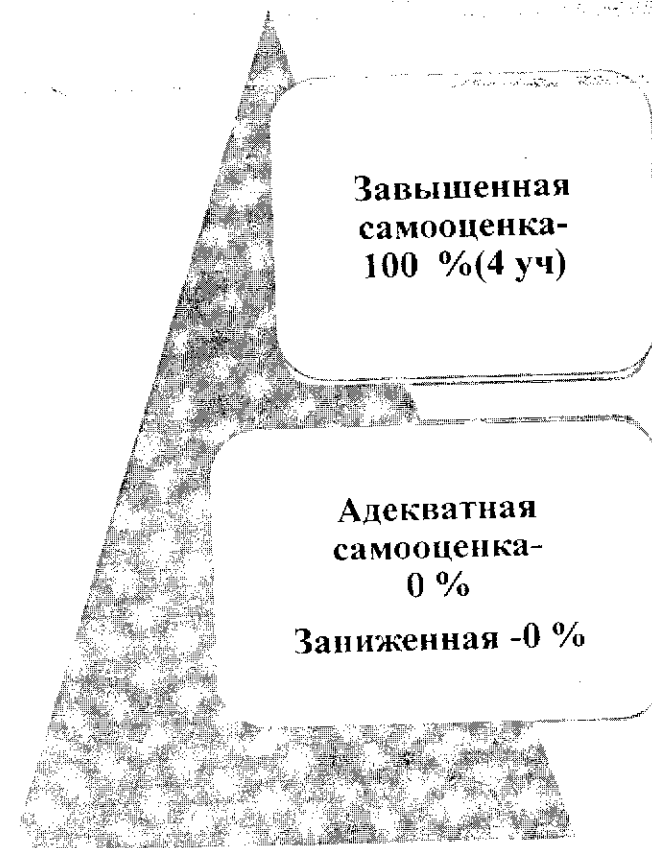 Завышенная
самооценка-
100 %(4 уч)
Адекватная
самооценка-
0 %
Заниженная -0 %